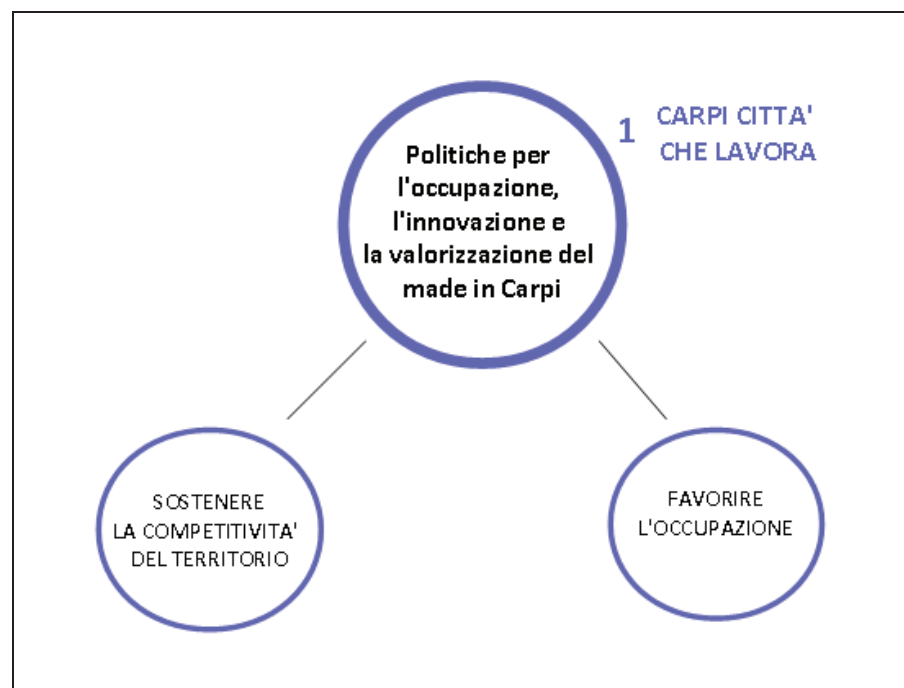 1 CARPI CITTA'
CHE LAVORA
Politiche per
l'occupazione,
l'innovazione e
la valorizzazione del
made in Carpi
SOSTENERE
LA COMPETITIVITA'
DEL TERRITORIO
FAVORIRE
L'OCCUPAZIONE